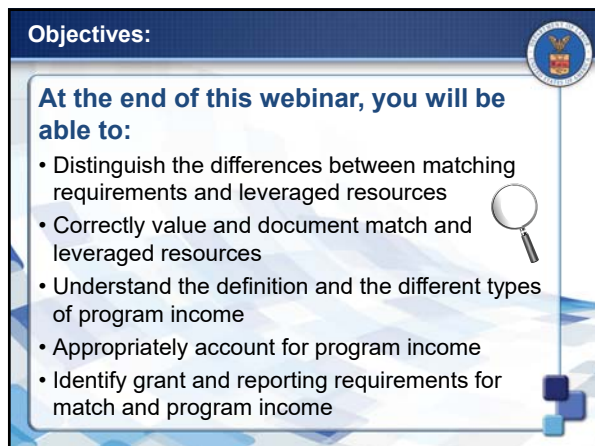 Objectives:
At the end of this webinar, you will be
able to:
• Distinguish the differences between matching
requirements and leveraged resources
• Correctly value and document match and
leveraged resources
• Understand the definition and the different types
of program income
• Appropriately account for program income
• Identify grant and reporting requirements for
match and program income